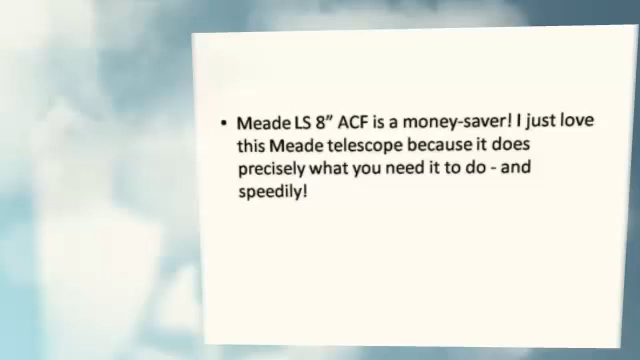 • Meade LS 8” ACF is a money-saver! I just love
this Meade telescope because it does
precisely what you need it to do - and
speedily!